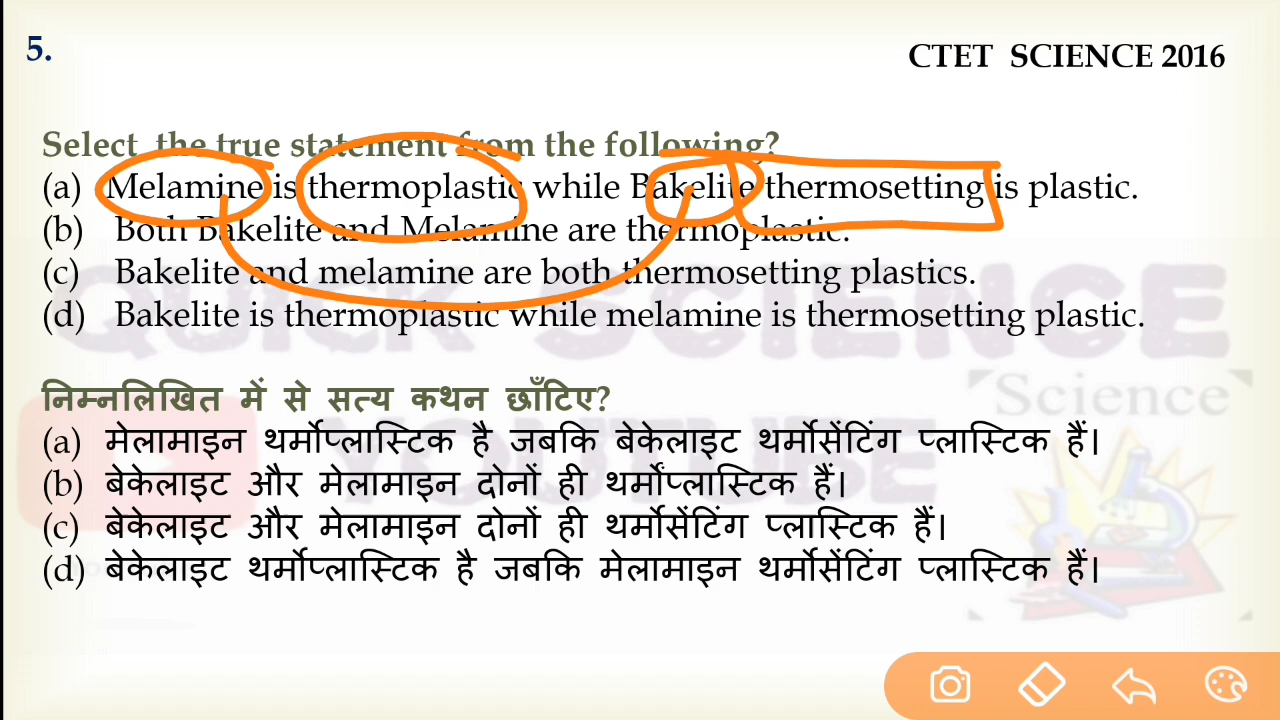 5.
CTET SCIENCE 2016
Select the true statement from the following?
(a) Melamine is thermoplastic while Bakelite thermosetting is plastic.
(b) Both Bakelite and Melamine are thermoplastic.
(c) Bakelite and melamine are both thermosetting plastics.
(d) Bakelite is thermoplastic while melamine is thermosetting plastic.
QUICK SCIENCE
Science
YOUTUBE
निम्नलिखित में से सत्य कथन छाँटिए?
(a) मेलामाइन थर्मोप्लास्टिक है जबकि बेकेलाइट थर्मोसेंटिंग प्लास्टिक हैं।
(b) बेकेलाइट और मेलामाइन दोनों ही थर्मोंप्लास्टिक हैं।
(c) बेकेलाइट और मेलामाइन दोनों ही थर्मोसेंटिंग प्लास्टिक हैं।
(d) बेकेलाइट थर्मोप्लास्टिक है जबकि मेलामाइन थर्मोसेंटिंग प्लास्टिक हैं।